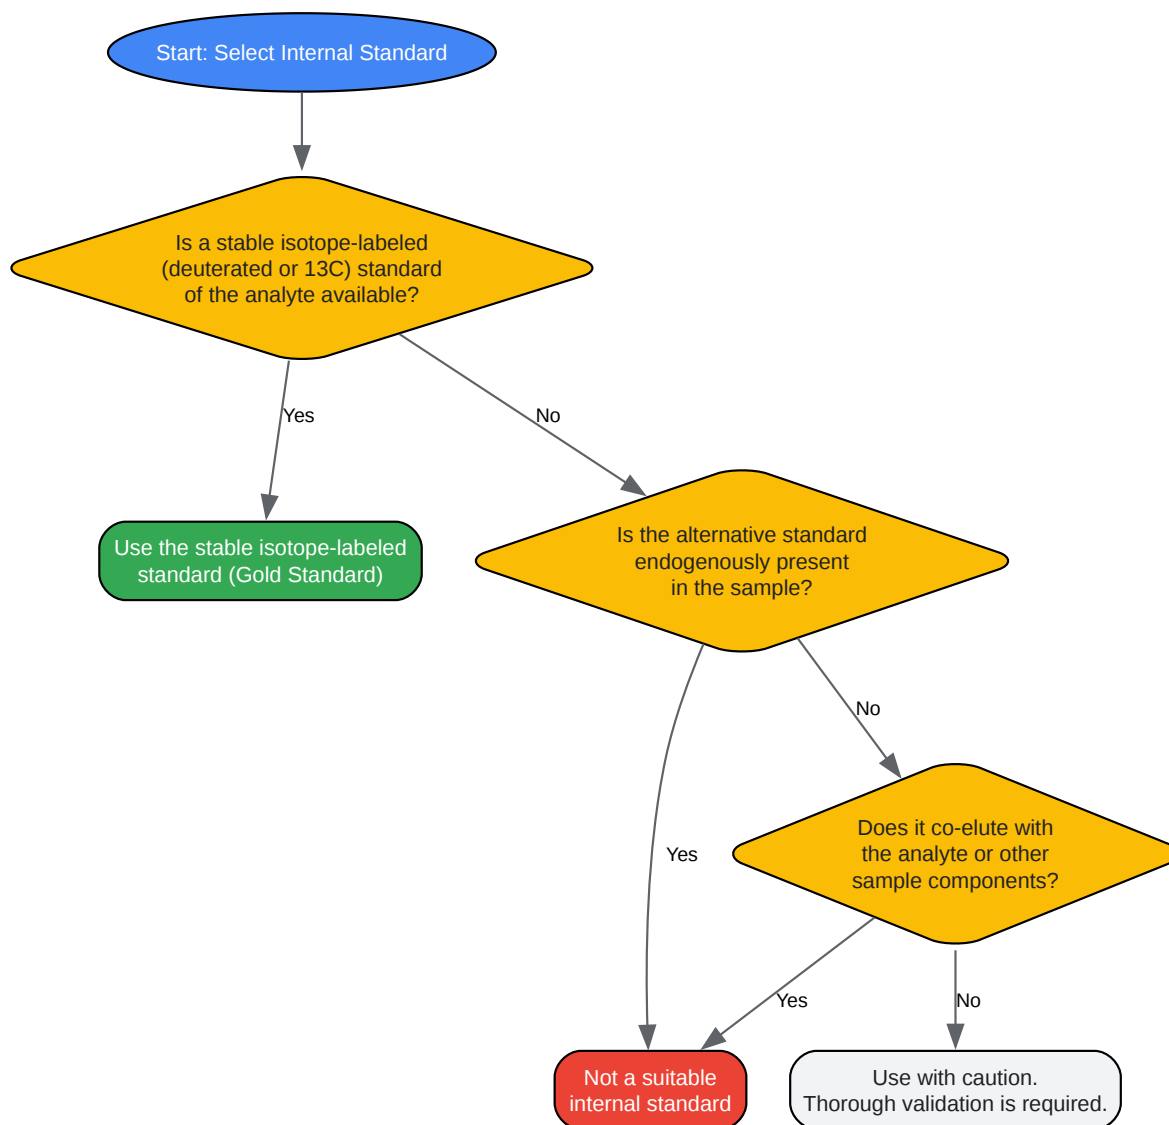 Start: Select Internal Standard
Is a stable isotope-labeled
(deuterated or 13C) standard
of the analyte available?
Yes
No
Use the stable isotope-labeled
standard (Gold Standard)
Is the alternative standard
endogenously present
in the sample?
Yes
No
Does it co-elute with
the analyte or other
sample components?
Yes
No
Not a suitable
internal standard
Use with caution.
Thorough validation is required.